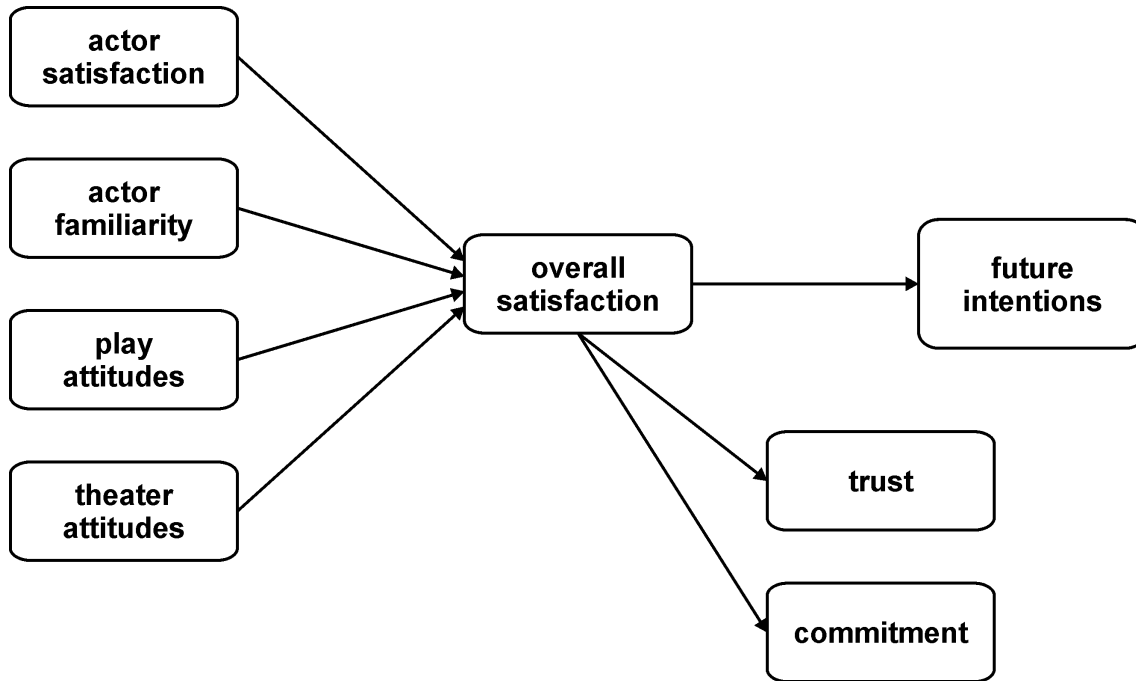 actor
satisfaction
actor
familiarity
play
attitudes
theater
attitudes
overall
satisfaction
future
intentions
trust
commitment